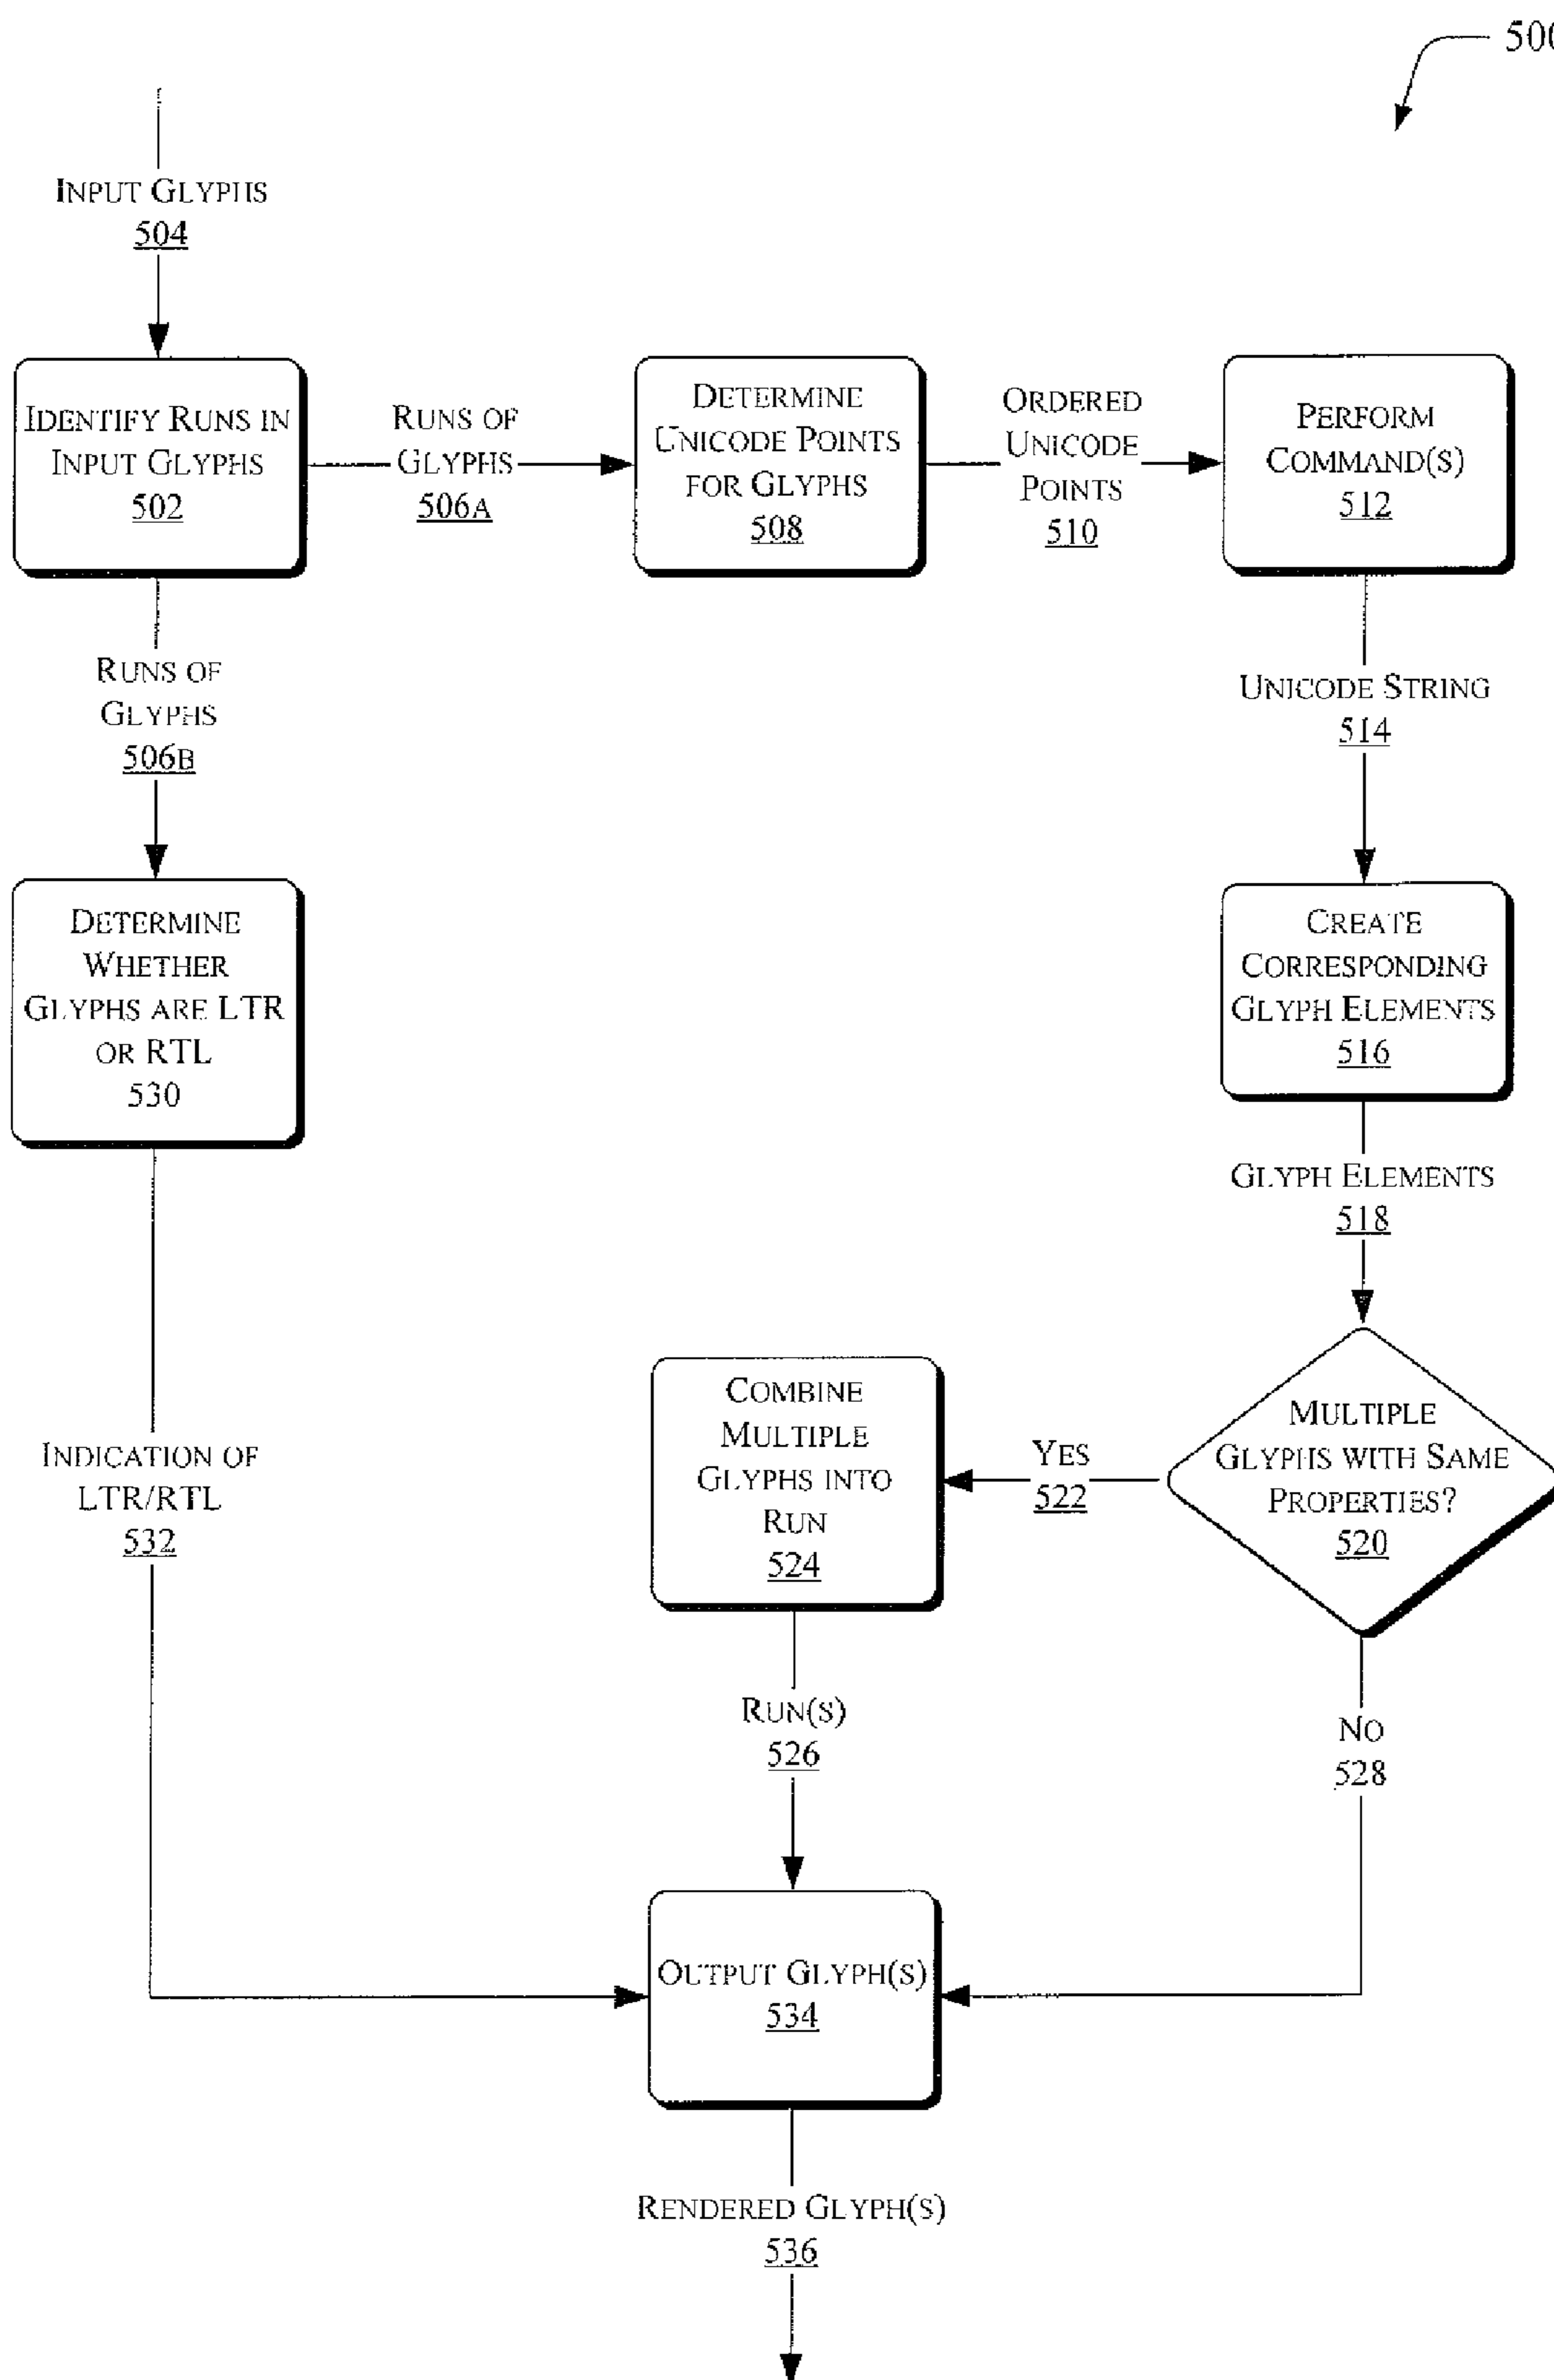 500
INPUT GLYPHS
504
IDENTIFY RUNS IN
INPUT GLYPHS
502
RUNS OF
GLYPHS
506A
DETERMINE
UNICODE POINTS
FOR GLYPHS
508
ORDERED
UNICODE
POINTS
510
PERFORM
COMMAND(S)
512
RUNS OF
GLYPHS
506B
UNICODE STRING
514
DETERMINE
WHETHER
GLYPHS ARE LTR
OR RTL
530
CREATE
CORRESPONDING
GLYPH ELEMENTS
516
GLYPH ELEMENTS
518
MULTIPLE
GLYPHS WITH SAME
PROPERTIES?
520
YES
522
COMBINE
MULTIPLE
GLYPHS INTO
RUN
524
INDICATION OF
LTR/RTL
532
RUN(S)
526
NO
528
OUTPUT GLYPH(S)
534
RENDERED GLYPH(S)
536